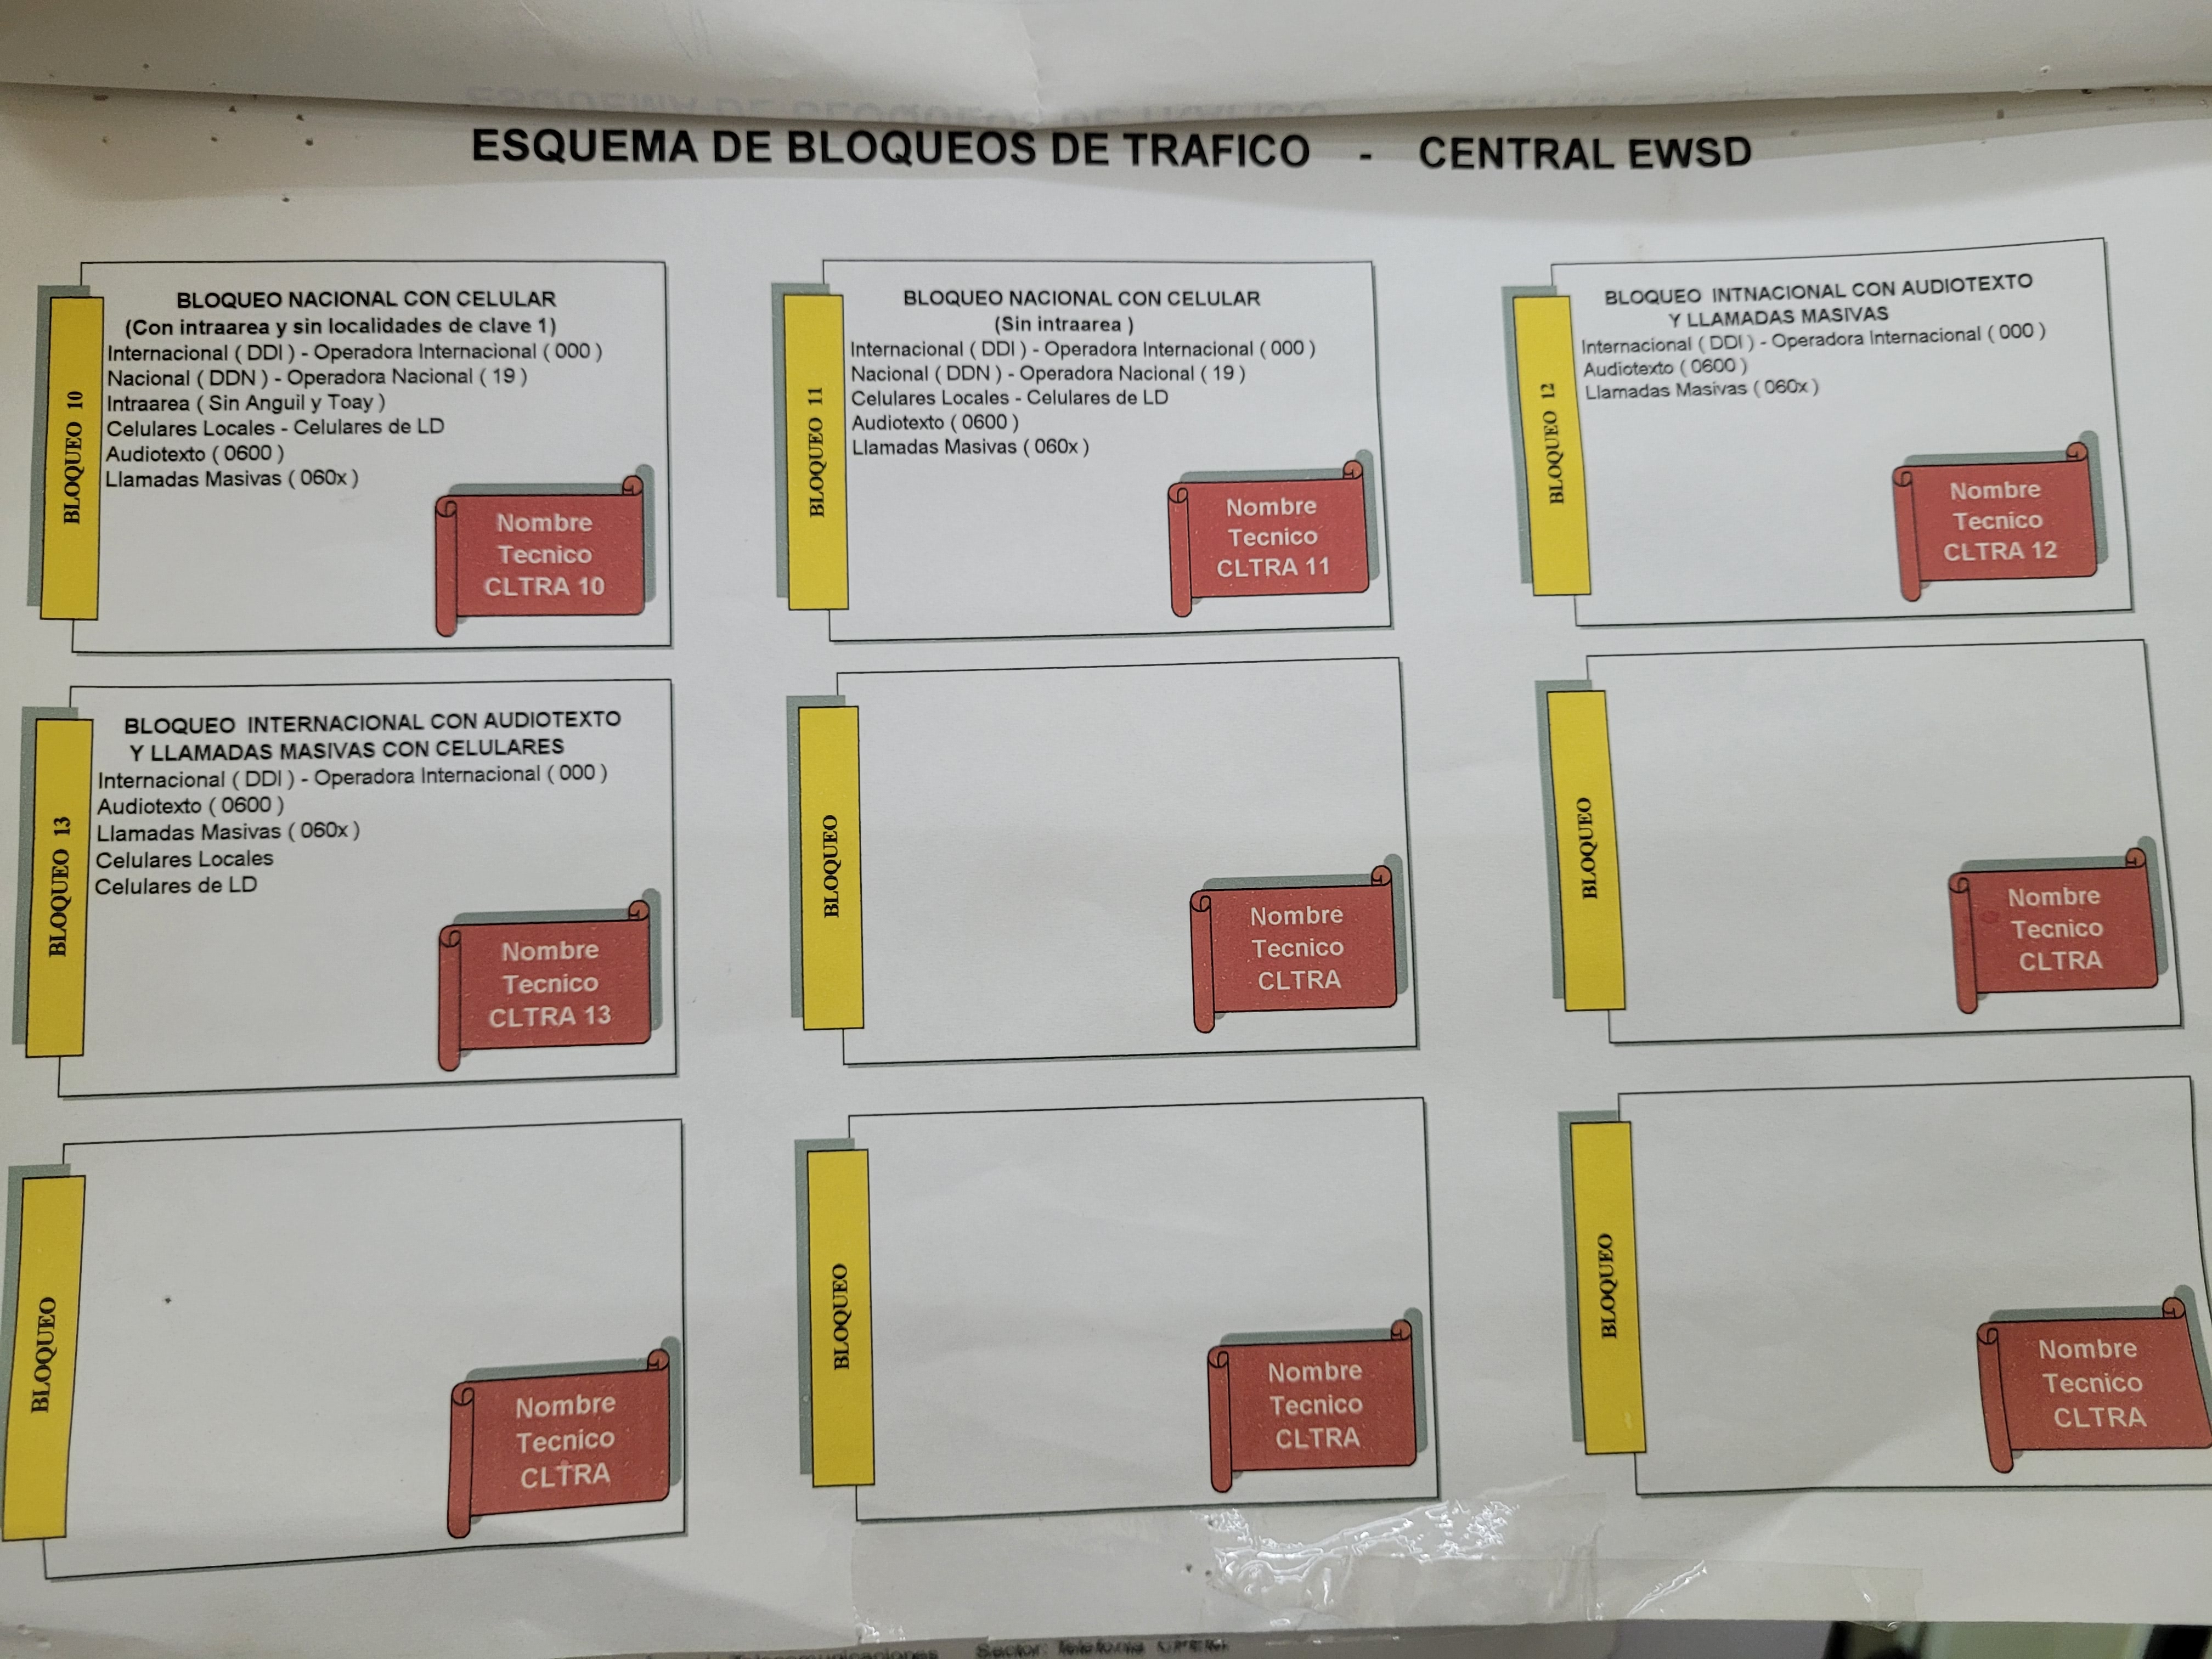 ESQUEMA DE BLOQUEOS DE TRAFICO - CENTRAL EWSD
BLOQUEO 10
BLOQUEO NACIONAL CON CELULAR
(Con intraarea y sin localidades de clave 1)
Internacional ( DDI ) - Operadora Internacional ( 000 )
Nacional ( DDN ) - Operadora Nacional ( 19 )
Intraarea ( Sin Anguil y Toay )
Celulares Locales - Celulares de LD
Audiotexto ( 0600 )
Llamadas Masivas ( 060x )
Nombre
Tecnico
CLTRA 10
BLOQUEO 11
BLOQUEO NACIONAL CON CELULAR
(Sin intraarea )
Internacional ( DDI ) - Operadora Internacional ( 000 )
Nacional ( DDN ) - Operadora Nacional ( 19 )
Celulares Locales - Celulares de LD
Audiotexto ( 0600 )
Llamadas Masivas ( 060x )
Nombre
Tecnico
CLTRA 11
BLOQUEO 12
BLOQUEO INTNACIONAL CON AUDIOTEXTO
Y LLAMADAS MASIVAS
Internacional ( DDI ) - Operadora Internacional ( 000 )
Audiotexto ( 0600 )
Llamadas Masivas ( 060x )
Nombre
Tecnico
CLTRA 12
BLOQUEO 13
BLOQUEO INTERNACIONAL CON AUDIOTEXTO
Y LLAMADAS MASIVAS CON CELULARES
Internacional ( DDI ) - Operadora Internacional ( 000 )
Audiotexto ( 0600 )
Llamadas Masivas ( 060x )
Celulares Locales
Celulares de LD
Nombre
Tecnico
CLTRA 13
BLOQUEO
Nombre
Tecnico
CLTRA
BLOQUEO
Nombre
Tecnico
CLTRA
BLOQUEO
Nombre
Tecnico
CLTRA
BLOQUEO
Nombre
Tecnico
CLTRA
BLOQUEO
Nombre
Tecnico
CLTRA
Telecomunicaciones Sector: Telefonia